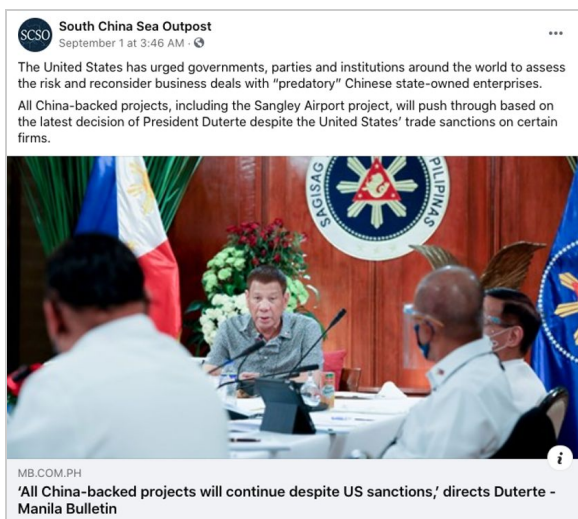 SCSO
South China Sea Outpost
September 1 at 3:46 AM ·
The United States has urged governments, parties and institutions around the world to assess
the risk and reconsider business deals with “predatory” Chinese state-owned enterprises.
All China-backed projects, including the Sangley Airport project, will push through based on
the latest decision of President Duterte despite the United States’ trade sanctions on certain
firms.
SAGISAG
PILIPINAS
i
MB.COM.PH
‘All China-backed projects will continue despite US sanctions,’ directs Duterte -
Manila Bulletin